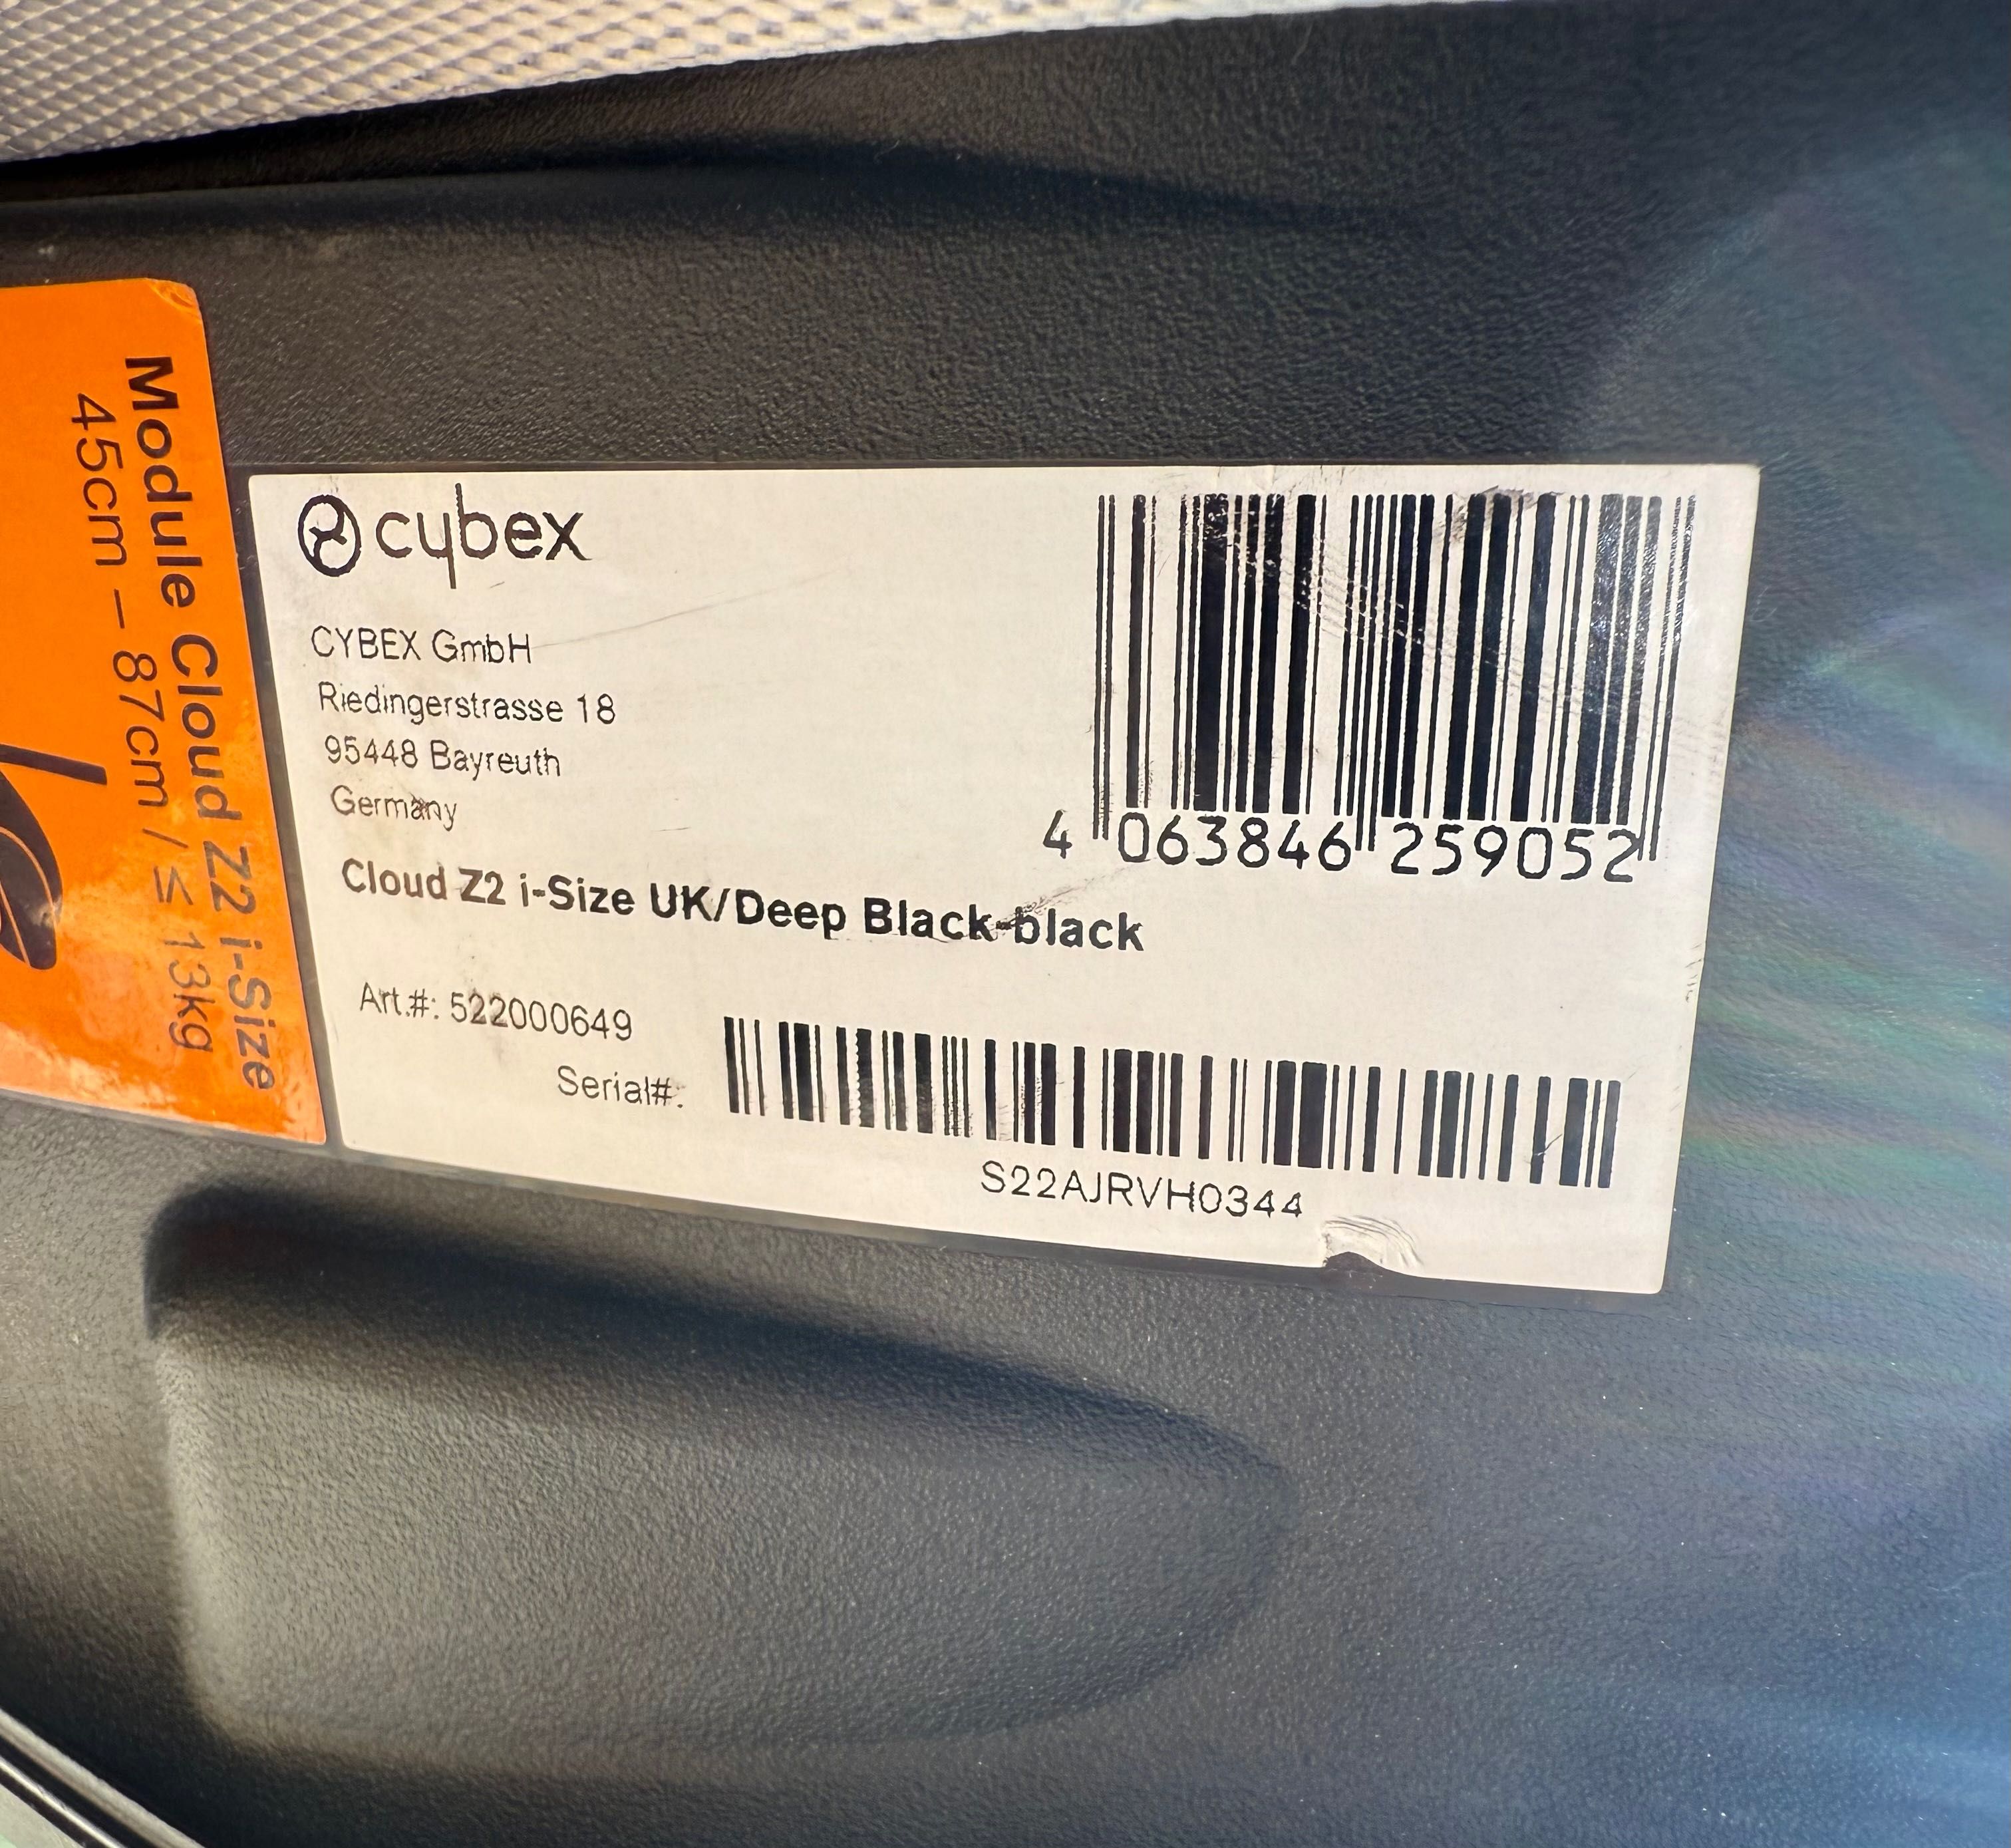 Module Cloud Z2 i-Size
45cm – 87cm / ≤ 13kg
cybex
CYBEX GmbH
Riedingerstrasse 18
95448 Bayreuth
Germany
4 063846 259052
Cloud Z2 i-Size UK/Deep Black-black
Art.#: 522000649
Serial#:
S22AJRVH0344